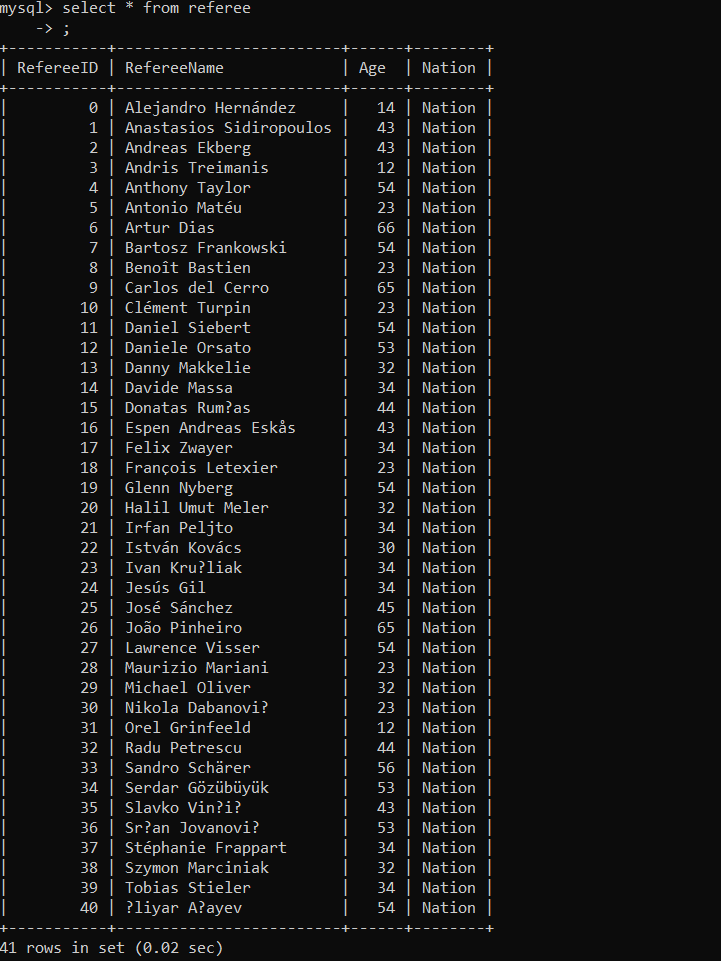 mysql> select * from referee
    -> ;
+-----------+-------------------------+------+--------+
| RefereeID | RefereeName             | Age  | Nation |
+-----------+-------------------------+------+--------+
|         0 | Alejandro Hernández     |   14 | Nation |
|         1 | Anastasios Sidiropoulos |   43 | Nation |
|         2 | Andreas Ekberg          |   43 | Nation |
|         3 | Andris Treimanis        |   12 | Nation |
|         4 | Anthony Taylor          |   54 | Nation |
|         5 | Antonio Matéu           |   23 | Nation |
|         6 | Artur Dias              |   66 | Nation |
|         7 | Bartosz Frankowski      |   54 | Nation |
|         8 | Benoît Bastien          |   23 | Nation |
|         9 | Carlos del Cerro        |   65 | Nation |
|        10 | Clément Turpin          |   23 | Nation |
|        11 | Daniel Siebert          |   54 | Nation |
|        12 | Daniele Orsato          |   53 | Nation |
|        13 | Danny Makkelie          |   32 | Nation |
|        14 | Davide Massa            |   34 | Nation |
|        15 | Donatas Rum?as          |   44 | Nation |
|        16 | Espen Andreas Eskås     |   43 | Nation |
|        17 | Felix Zwayer            |   34 | Nation |
|        18 | François Letexier       |   23 | Nation |
|        19 | Glenn Nyberg            |   54 | Nation |
|        20 | Halil Umut Meler        |   32 | Nation |
|        21 | Irfan Peljto            |   34 | Nation |
|        22 | István Kovács           |   30 | Nation |
|        23 | Ivan Kru?liak           |   34 | Nation |
|        24 | Jesús Gil               |   34 | Nation |
|        25 | José Sánchez            |   45 | Nation |
|        26 | João Pinheiro           |   65 | Nation |
|        27 | Lawrence Visser         |   54 | Nation |
|        28 | Maurizio Mariani        |   23 | Nation |
|        29 | Michael Oliver          |   32 | Nation |
|        30 | Nikola Dabanovi?        |   23 | Nation |
|        31 | Orel Grinfeeld          |   12 | Nation |
|        32 | Radu Petrescu           |   44 | Nation |
|        33 | Sandro Schärer          |   56 | Nation |
|        34 | Serdar Gözübüyük        |   53 | Nation |
|        35 | Slavko Vin?i?           |   43 | Nation |
|        36 | Sr?an Jovanovi?         |   53 | Nation |
|        37 | Stéphanie Frappart      |   34 | Nation |
|        38 | Szymon Marciniak        |   32 | Nation |
|        39 | Tobias Stieler          |   34 | Nation |
|        40 | ?liyar A?ayev           |   54 | Nation |
+-----------+-------------------------+------+--------+
41 rows in set (0.02 sec)